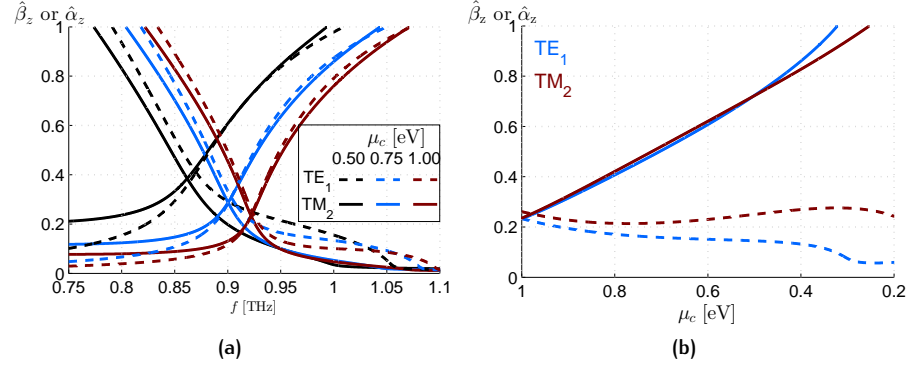 β̂z or α̂z
1
0.8
0.6
0.4
0.2
0
0.75 0.8 0.85 0.9 0.95 1 1.05 1.1
f [THz]
μc [eV]
0.50 0.75 1.00
TE1
TM2
(a)
β̂z or α̂z
1
0.8
0.6
0.4
0.2
0
TE1
TM2
1 0.8 0.6 0.4 0.2
μc [eV]
(b)